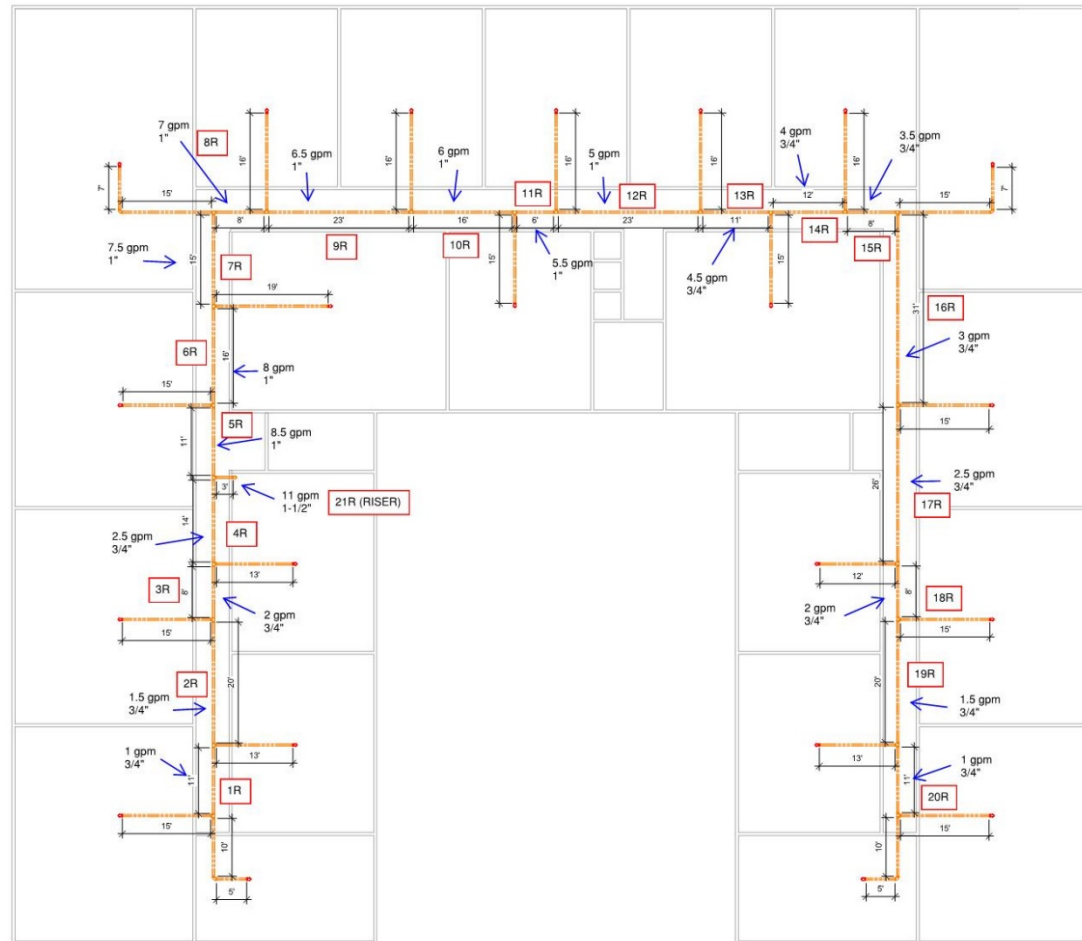 7 gpm
1"
8R
6.5 gpm
1"
6 gpm
1"
5 gpm
1"
4 gpm
3/4"
3.5 gpm
3/4"
16'
16'
16'
16'
16'
7'
7'
15'
11R
12R
13R
12'
15'
8'
23'
16'
6'
23'
11'
14R
8'
9R
10R
15R
7.5 gpm
1"
15'
7R
5.5 gpm
1"
15'
4.5 gpm
3/4"
15'
19'
31'
16R
6R
16'
3 gpm
3/4"
8 gpm
1"
15'
15'
5R
11'
8.5 gpm
1"
3'
11 gpm
1-1/2"
21R (RISER)
26'
2.5 gpm
3/4"
17R
14'
4R
2.5 gpm
3/4"
13'
12'
3R
8'
2 gpm
3/4"
2 gpm
3/4"
8'
18R
15'
15'
2R
20'
20'
19R
1.5 gpm
3/4"
1.5 gpm
3/4"
1 gpm
3/4"
13'
13'
1 gpm
3/4"
11'
1R
11'
20R
15'
15'
10'
10'
5'
5'